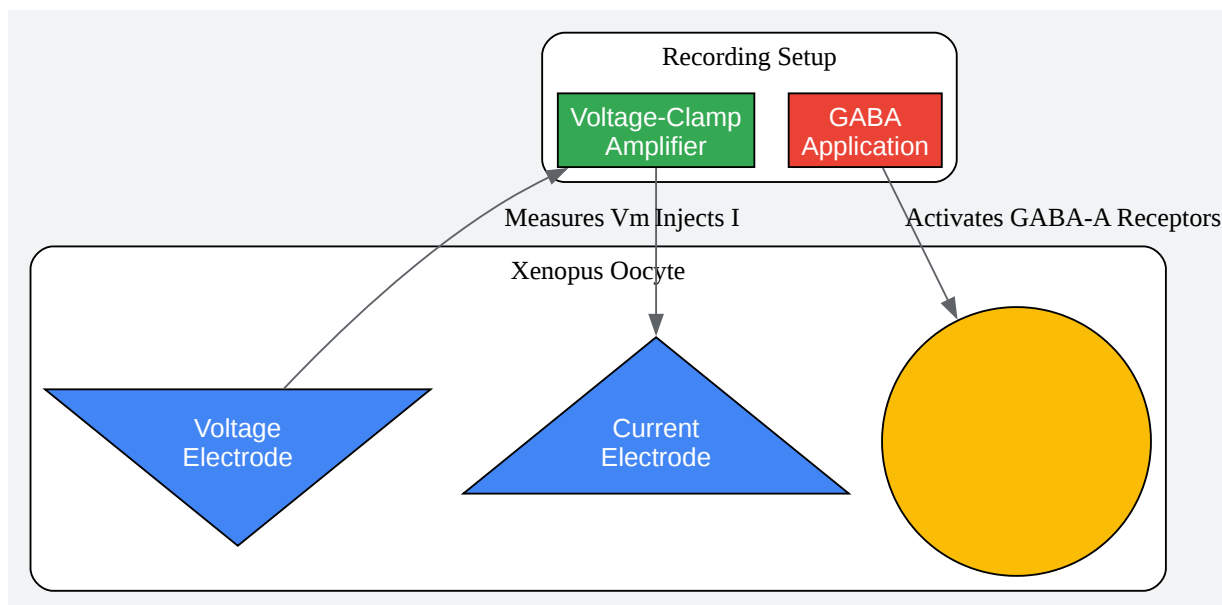 Recording Setup
Voltage-Clamp
Amplifier
GABA
Application
Measures Vm
Injects I
Activates GABA-A Receptors
Xenopus Oocyte
Voltage
Electrode
Current
Electrode